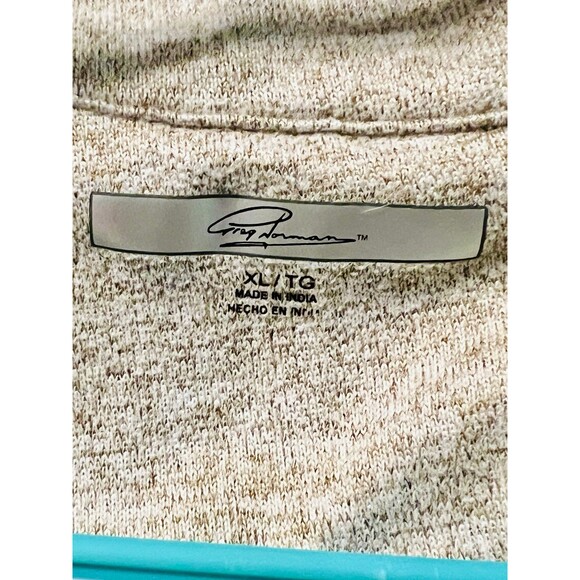 Greg Norman™
XL/TG
MADE IN INDIA
HECHO EN